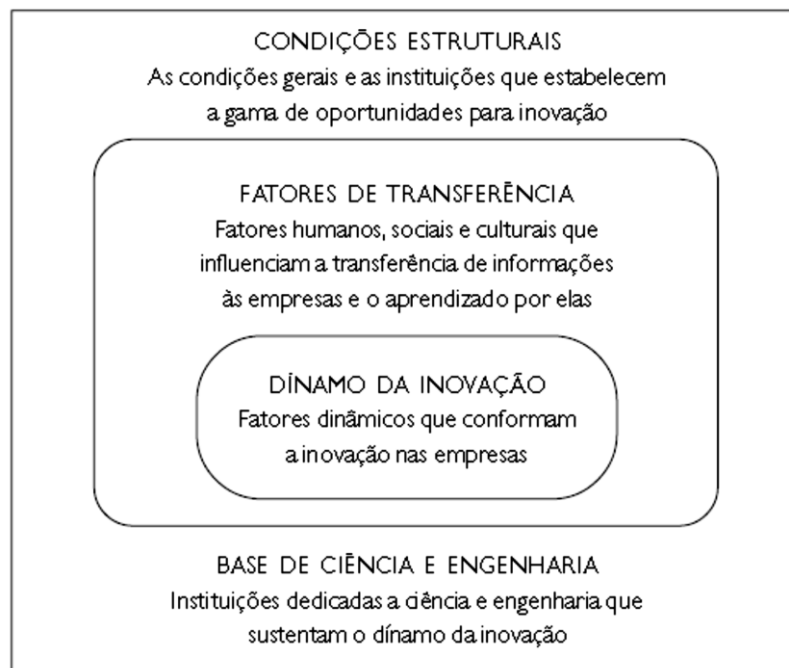 CONDIÇÕES ESTRUTURAIS
As condições gerais e as instituições que estabelecem
a gama de oportunidades para inovação
FATORES DE TRANSFERÊNCIA
Fatores humanos, sociais e culturais que
influenciam a transferência de informações
às empresas e o aprendizado por elas
DÍNAMO DA INOVAÇÃO
Fatores dinâmicos que conformam
a inovação nas empresas
BASE DE CIÊNCIA E ENGENHARIA
Instituições dedicadas a ciência e engenharia que
sustentam o dínamo da inovação